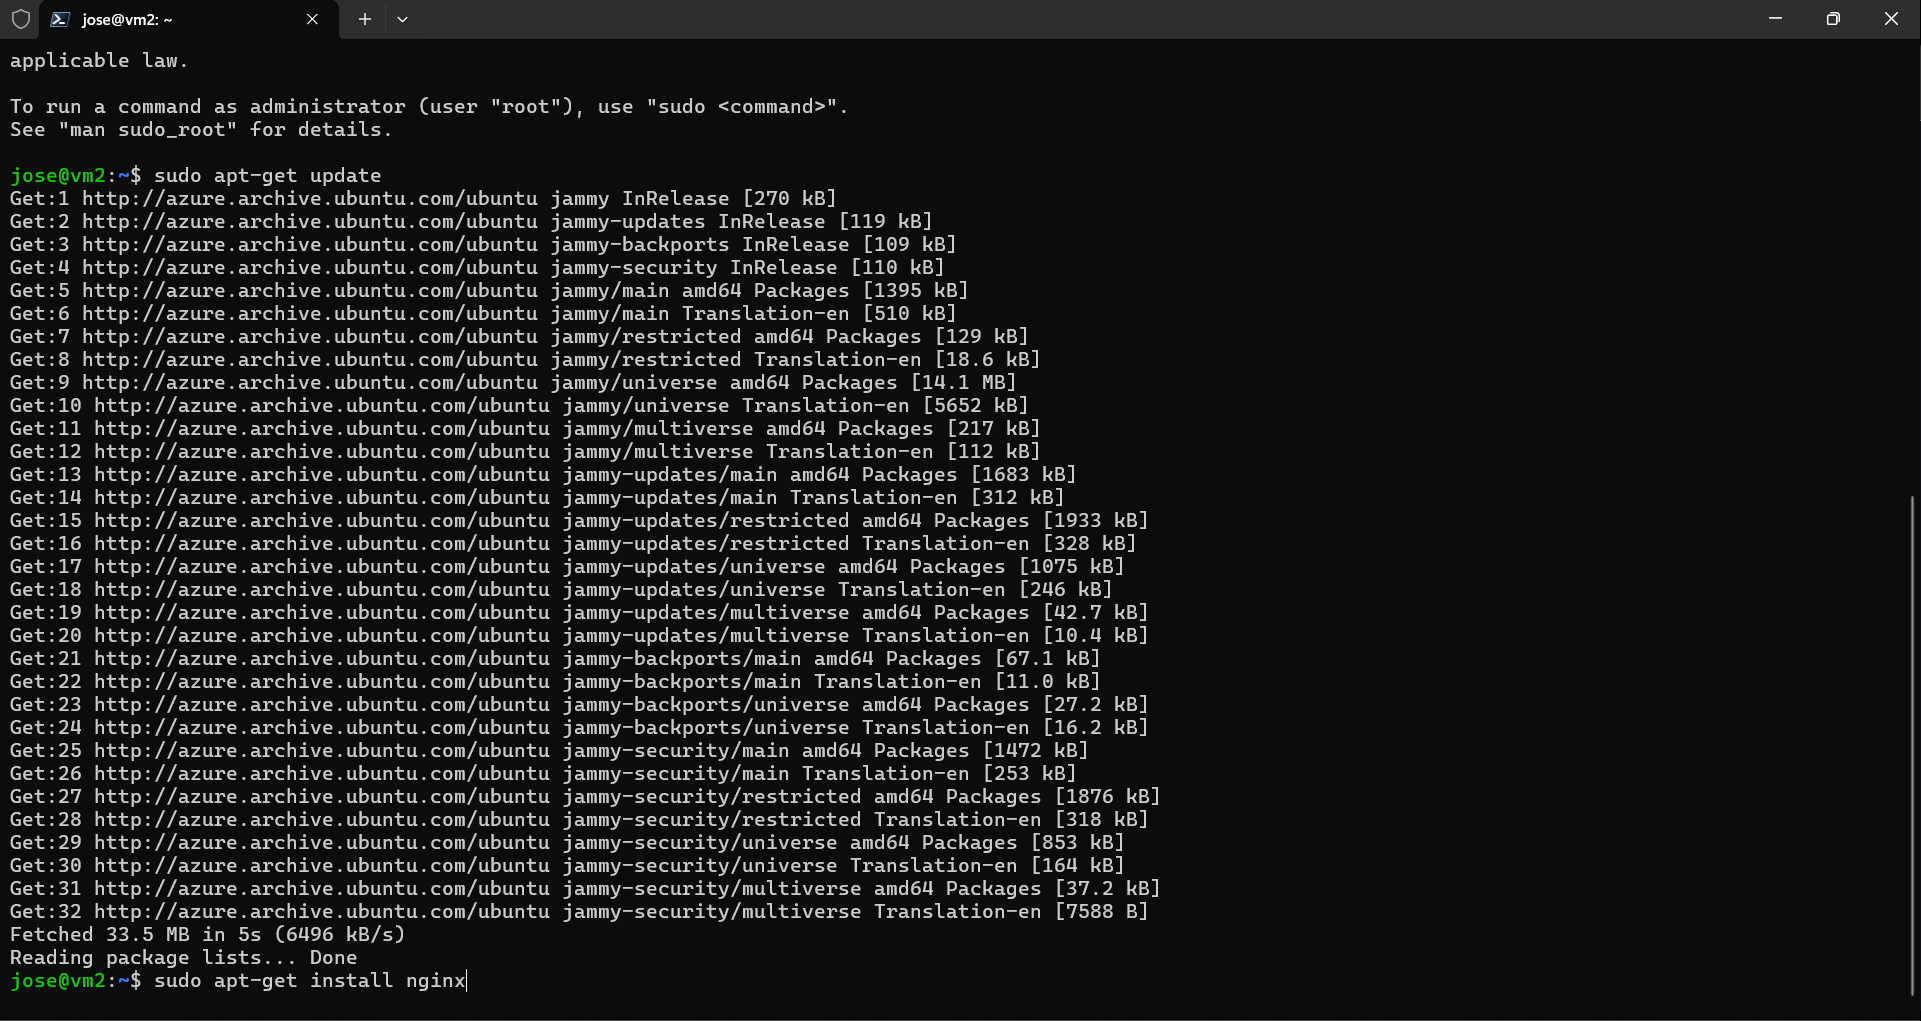 jose@vm2: ~
applicable law.
To run a command as administrator (user "root"), use "sudo <command>".
See "man sudo_root" for details.
jose@vm2:~$ sudo apt-get update
Get:1 http://azure.archive.ubuntu.com/ubuntu jammy InRelease [270 kB]
Get:2 http://azure.archive.ubuntu.com/ubuntu jammy-updates InRelease [119 kB]
Get:3 http://azure.archive.ubuntu.com/ubuntu jammy-backports InRelease [109 kB]
Get:4 http://azure.archive.ubuntu.com/ubuntu jammy-security InRelease [110 kB]
Get:5 http://azure.archive.ubuntu.com/ubuntu jammy/main amd64 Packages [1395 kB]
Get:6 http://azure.archive.ubuntu.com/ubuntu jammy/main Translation-en [510 kB]
Get:7 http://azure.archive.ubuntu.com/ubuntu jammy/restricted amd64 Packages [129 kB]
Get:8 http://azure.archive.ubuntu.com/ubuntu jammy/restricted Translation-en [18.6 kB]
Get:9 http://azure.archive.ubuntu.com/ubuntu jammy/universe amd64 Packages [14.1 MB]
Get:10 http://azure.archive.ubuntu.com/ubuntu jammy/universe Translation-en [5652 kB]
Get:11 http://azure.archive.ubuntu.com/ubuntu jammy/multiverse amd64 Packages [217 kB]
Get:12 http://azure.archive.ubuntu.com/ubuntu jammy/multiverse Translation-en [112 kB]
Get:13 http://azure.archive.ubuntu.com/ubuntu jammy-updates/main amd64 Packages [1683 kB]
Get:14 http://azure.archive.ubuntu.com/ubuntu jammy-updates/main Translation-en [312 kB]
Get:15 http://azure.archive.ubuntu.com/ubuntu jammy-updates/restricted amd64 Packages [1933 kB]
Get:16 http://azure.archive.ubuntu.com/ubuntu jammy-updates/restricted Translation-en [328 kB]
Get:17 http://azure.archive.ubuntu.com/ubuntu jammy-updates/universe amd64 Packages [1075 kB]
Get:18 http://azure.archive.ubuntu.com/ubuntu jammy-updates/universe Translation-en [246 kB]
Get:19 http://azure.archive.ubuntu.com/ubuntu jammy-updates/multiverse amd64 Packages [42.7 kB]
Get:20 http://azure.archive.ubuntu.com/ubuntu jammy-updates/multiverse Translation-en [10.4 kB]
Get:21 http://azure.archive.ubuntu.com/ubuntu jammy-backports/main amd64 Packages [67.1 kB]
Get:22 http://azure.archive.ubuntu.com/ubuntu jammy-backports/main Translation-en [11.0 kB]
Get:23 http://azure.archive.ubuntu.com/ubuntu jammy-backports/universe amd64 Packages [27.2 kB]
Get:24 http://azure.archive.ubuntu.com/ubuntu jammy-backports/universe Translation-en [16.2 kB]
Get:25 http://azure.archive.ubuntu.com/ubuntu jammy-security/main amd64 Packages [1472 kB]
Get:26 http://azure.archive.ubuntu.com/ubuntu jammy-security/main Translation-en [253 kB]
Get:27 http://azure.archive.ubuntu.com/ubuntu jammy-security/restricted amd64 Packages [1876 kB]
Get:28 http://azure.archive.ubuntu.com/ubuntu jammy-security/restricted Translation-en [318 kB]
Get:29 http://azure.archive.ubuntu.com/ubuntu jammy-security/universe amd64 Packages [853 kB]
Get:30 http://azure.archive.ubuntu.com/ubuntu jammy-security/universe Translation-en [164 kB]
Get:31 http://azure.archive.ubuntu.com/ubuntu jammy-security/multiverse amd64 Packages [37.2 kB]
Get:32 http://azure.archive.ubuntu.com/ubuntu jammy-security/multiverse Translation-en [7588 B]
Fetched 33.5 MB in 5s (6496 kB/s)
Reading package lists... Done
jose@vm2:~$ sudo apt-get install nginx